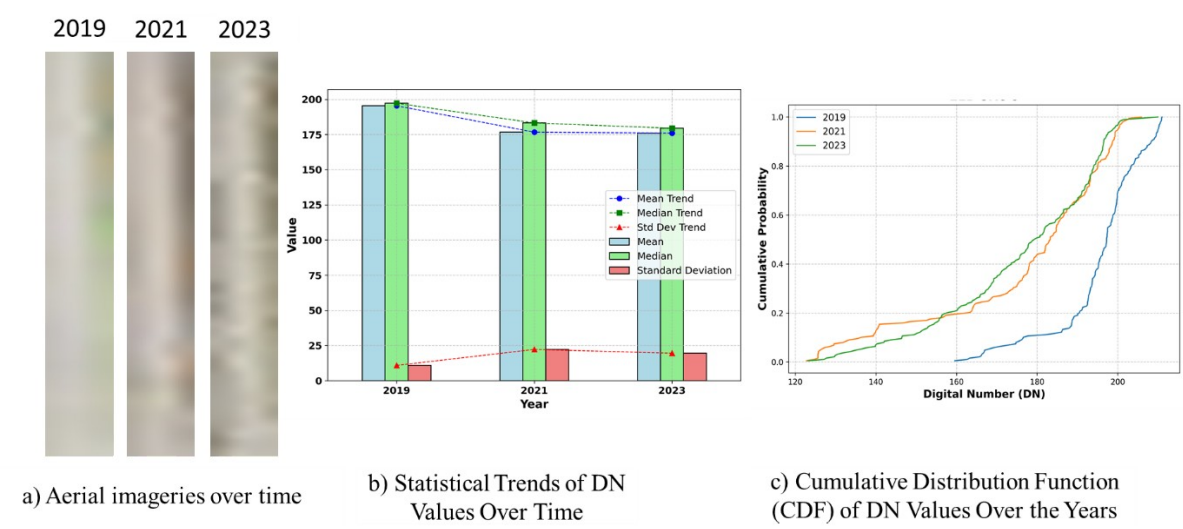 2019 2021 2023
200
175
150
125
100
75
50
25
0
Value
2019 2021 2023
Year
Mean Trend
Median Trend
Std Dev Trend
Mean
Median
Standard Deviation
1.0
0.8
0.6
0.4
0.2
0.0
Cumulative Probability
120 140 160 180 200
Digital Number (DN)
2019
2021
2023
a) Aerial imageries over time
b) Statistical Trends of DN
Values Over Time
c) Cumulative Distribution Function
(CDF) of DN Values Over the Years